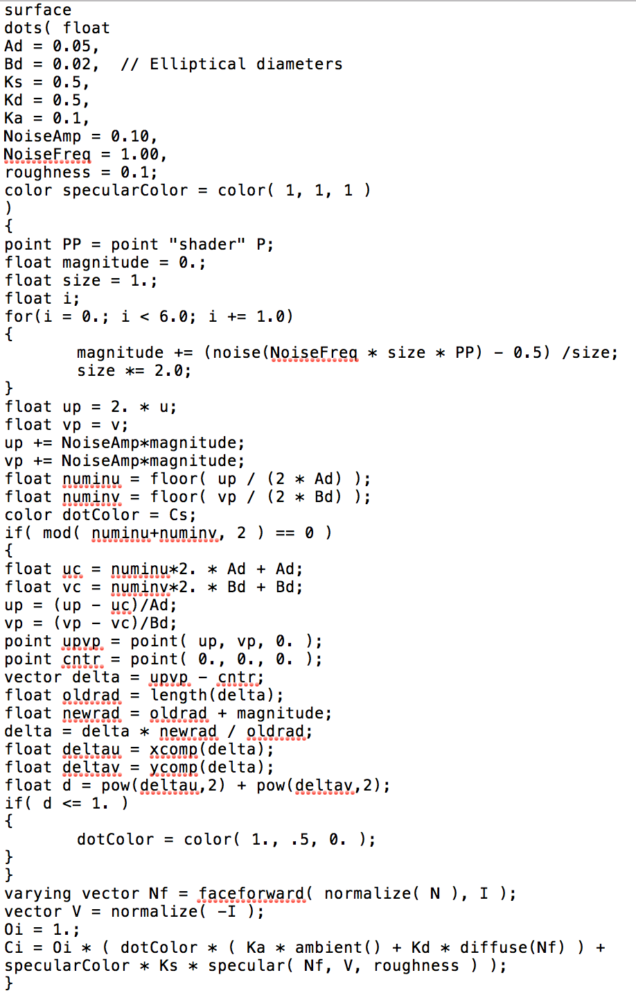 surface
dots( float
Ad = 0.05,
Bd = 0.02,  // Elliptical diameters
Ks = 0.5,
Kd = 0.5,
Ka = 0.1,
NoiseAmp = 0.10,
NoiseFreq = 1.00,
roughness = 0.1;
color specularColor = color( 1, 1, 1 )
)
{
point PP = point "shader" P;
float magnitude = 0.;
float size = 1.;
float i;
for(i = 0.; i < 6.0; i += 1.0)
{
	magnitude += (noise(NoiseFreq * size * PP) - 0.5) /size;
	size *= 2.0;
}
float up = 2. * u;
float vp = v;
up += NoiseAmp*magnitude;
vp += NoiseAmp*magnitude;
float numinu = floor( up / (2 * Ad) );
float numinv = floor( vp / (2 * Bd) );
color dotColor = Cs;
if( mod( numinu+numinv, 2 ) == 0 )
{
float uc = numinu*2. * Ad + Ad;
float vc = numinv*2. * Bd + Bd;
up = (up - uc)/Ad;
vp = (vp - vc)/Bd;
point upvp = point( up, vp, 0. );
point cntr = point( 0., 0., 0. );
vector delta = upvp - cntr;
float oldrad = length(delta);
float newrad = oldrad + magnitude;
delta = delta * newrad / oldrad;
float deltau = xcomp(delta);
float deltav = ycomp(delta);
float d = pow(deltau,2) + pow(deltav,2);
if( d <= 1. )
{
	dotColor = color( 1., .5, 0. );
}
}
varying vector Nf = faceforward( normalize( N ), I );
vector V = normalize( -I );
Oi = 1.;
Ci = Oi * ( dotColor * ( Ka * ambient() + Kd * diffuse(Nf) ) +
specularColor * Ks * specular( Nf, V, roughness ) );
}